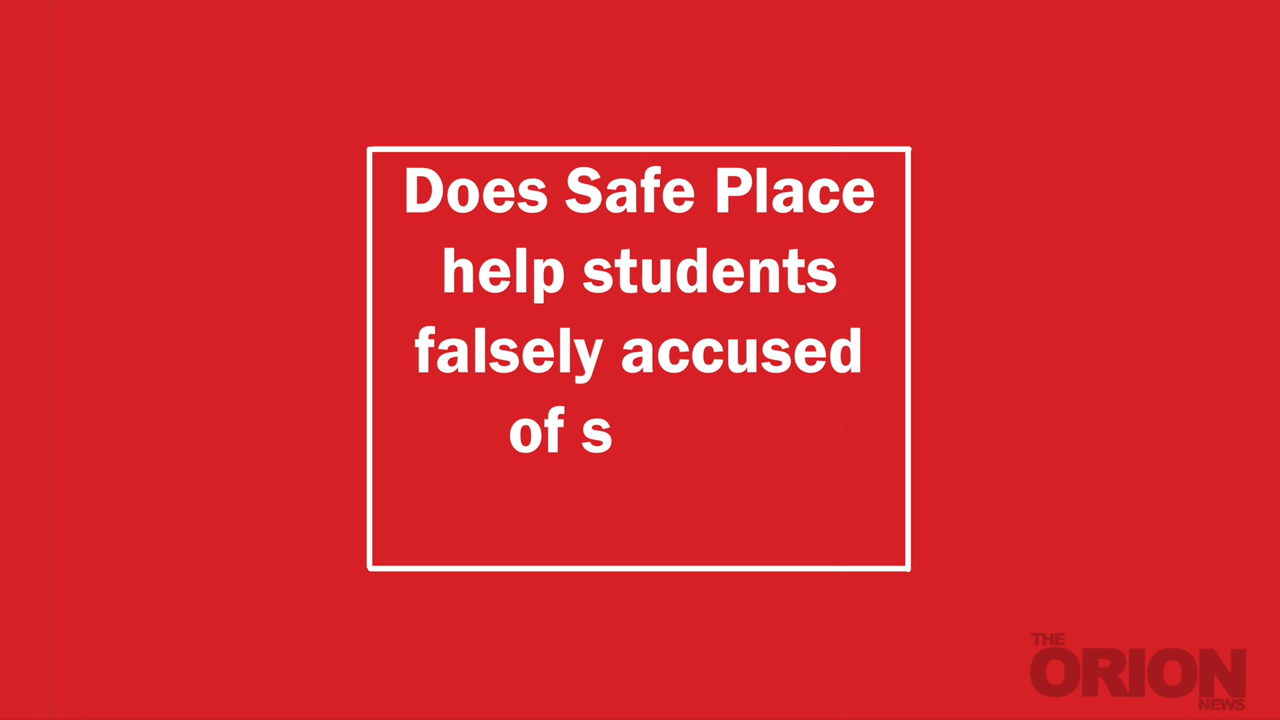 Does Safe Place
help students
falsely accused
of s
THE
ORION
NEWS